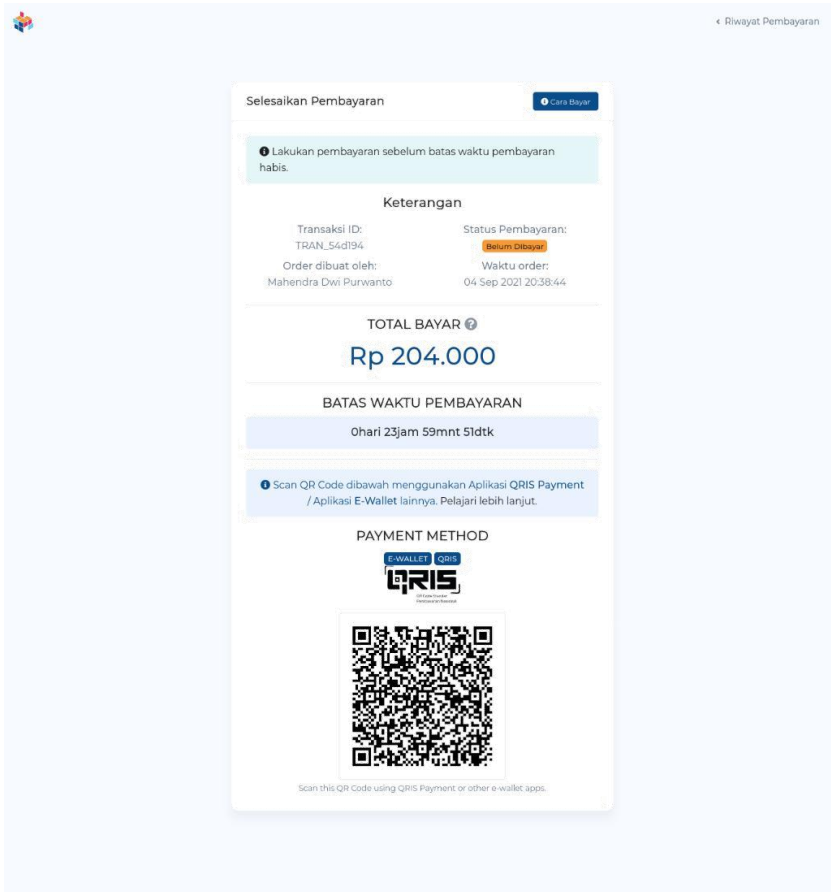 Riwayat Pembayaran
Selesaikan Pembayaran
Cara Bayar
Lakukan pembayaran sebelum batas waktu pembayaran
habis.
Keterangan
Transaksi ID:
TRAN_54d194
Status Pembayaran:
Belum Dibayar
Order dibuat oleh:
Mahendra Dwi Purwanto
Waktu order:
04 Sep 2021 20:38:44
TOTAL BAYAR
Rp 204.000
BATAS WAKTU PEMBAYARAN
0hari 23jam 59mnt 51dtk
Scan QR Code dibawah menggunakan Aplikasi QRIS Payment
/ Aplikasi E-Wallet lainnya. Pelajari lebih lanjut.
PAYMENT METHOD
E-WALLET QRIS
QRIS
Scan this QR Code using QRIS Payment or other e-wallet apps.